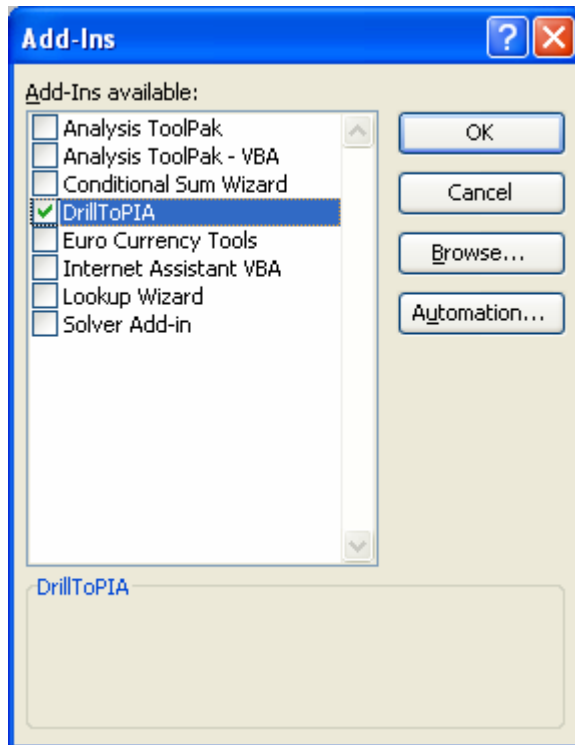 Add-Ins
Add-Ins available:
Analysis ToolPak
Analysis ToolPak - VBA
Conditional Sum Wizard
DrillToPIA
Euro Currency Tools
Internet Assistant VBA
Lookup Wizard
Solver Add-in
OK
Cancel
Browse...
Automation...
DrillToPIA